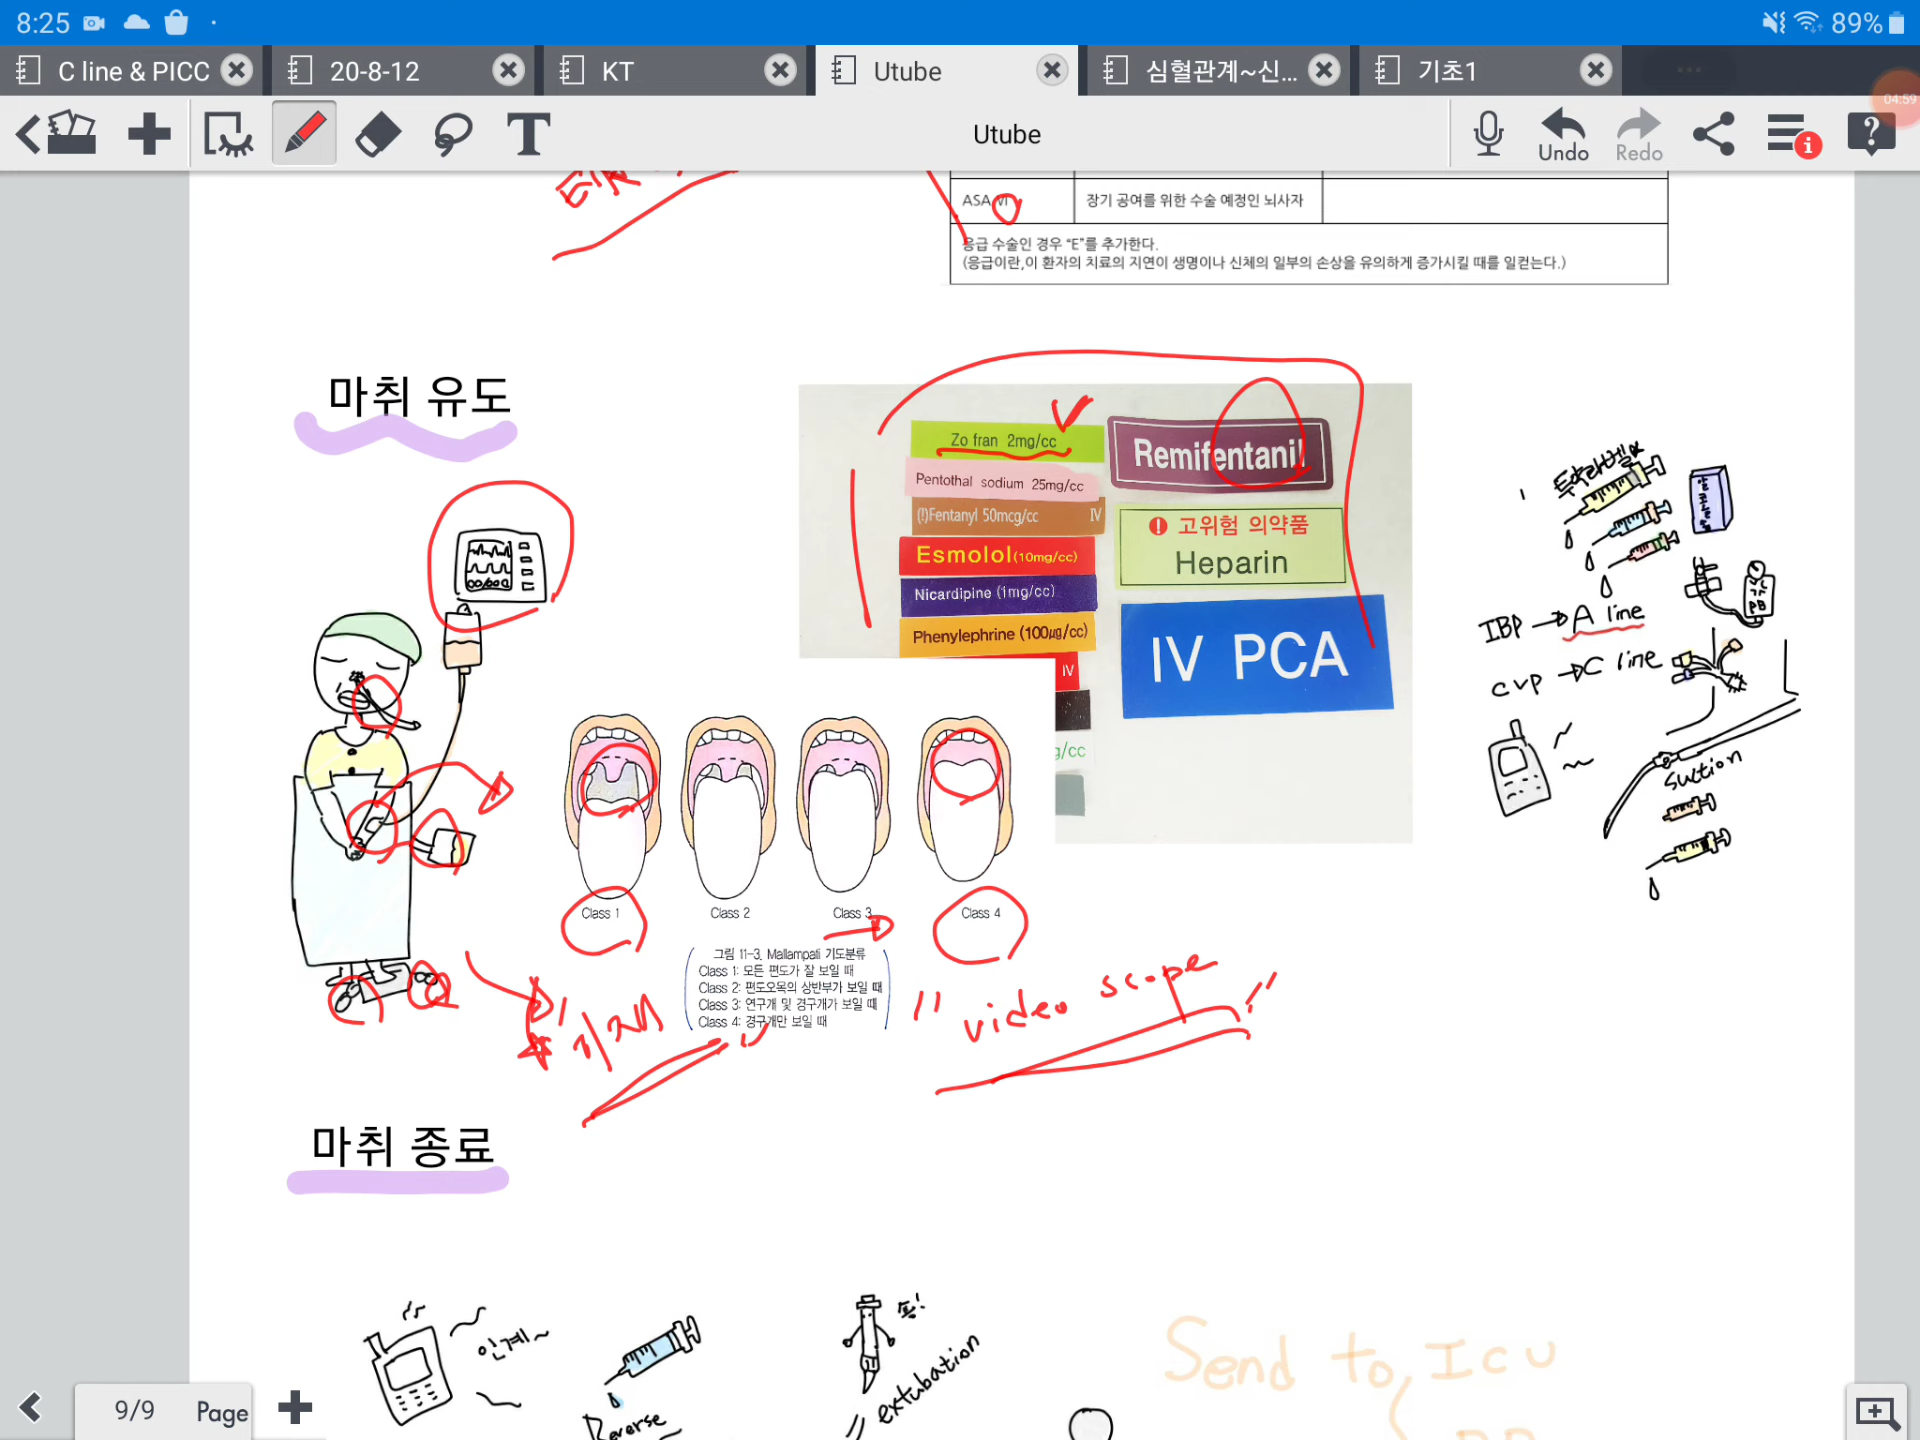 8:25
89%
C line & PICC
20-8-12
KT
Utube
심혈관계~신...
기초1
04:59
Utube
Undo
Redo
ASA VI
장기 공여를 위한 수술 예정인 뇌사자
응급 수술인 경우 “E”를 추가한다.
(응급이란,이 환자의 치료의 지연이 생명이나 신체의 일부의 손상을 유의하게 증가시킬 때를 일컫는다.)
마취 유도
Zo fran 2mg/cc
Pentothal sodium 25mg/cc
(!)Fentanyl 50mcg/cc IV
Esmolol(10mg/cc)
Nicardipine (1mg/cc)
Phenylephrine (100μg/cc)
IV
g/cc
Remifentanil
고위험 의약품
Heparin
IV PCA
IBP → A line
CVP → C line
suction
Class 1
Class 2
Class 3
Class 4
그림 11-3. Mallampati 기도분류
Class 1: 모든 편도가 잘 보일 때
Class 2: 편도오목의 상반부가 보일 때
Class 3: 연구개 및 경구개가 보일 때
Class 4: 경구개만 보일 때
" video scope "
마취 종료
인계~
Reverse
뽕!
extubation
Send to ICU
9/9 Page